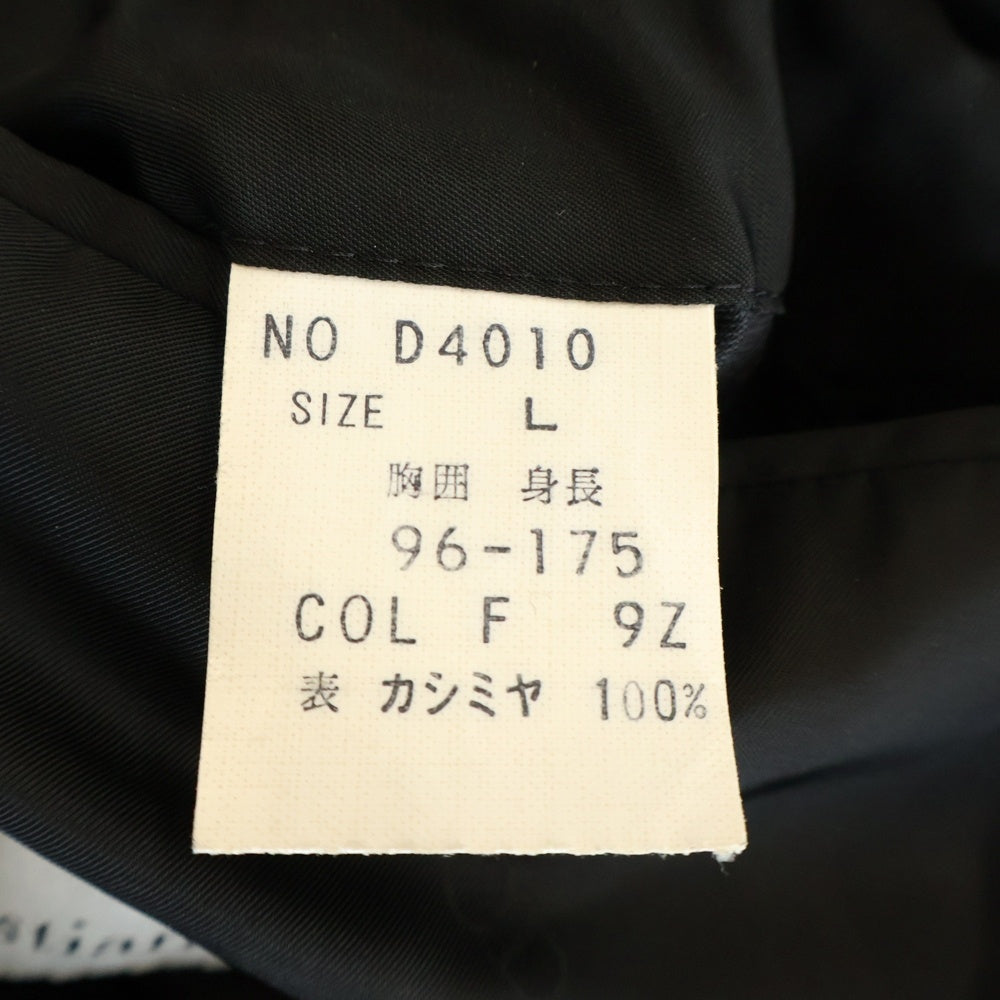 NO D4010
SIZE L
胸囲 身長
96-175
COL F 9Z
表 カシミヤ 100%